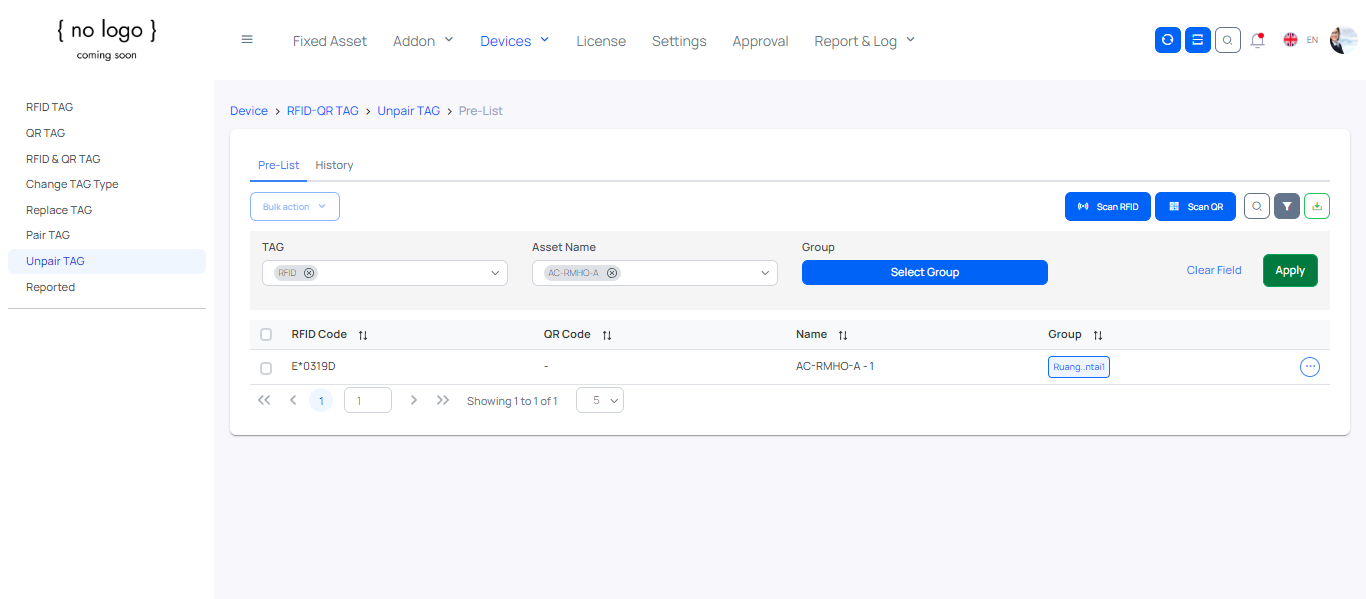 { no logo }
coming soon
Fixed Asset Addon Devices License Settings Approval Report & Log
EN
RFID TAG
QR TAG
RFID & QR TAG
Change TAG Type
Replace TAG
Pair TAG
Unpair TAG
Reported
Device > RFID-QR TAG > Unpair TAG > Pre-List
Pre-List History
Bulk action
Scan RFID Scan QR
TAG Asset Name Group
RFID AC-RMHO-A Select Group
Clear Field Apply
RFID Code QR Code Name Group
E*0319D - AC-RMHO-A - 1 Ruang..ntai1
1 1 Showing 1 to 1 of 1 5